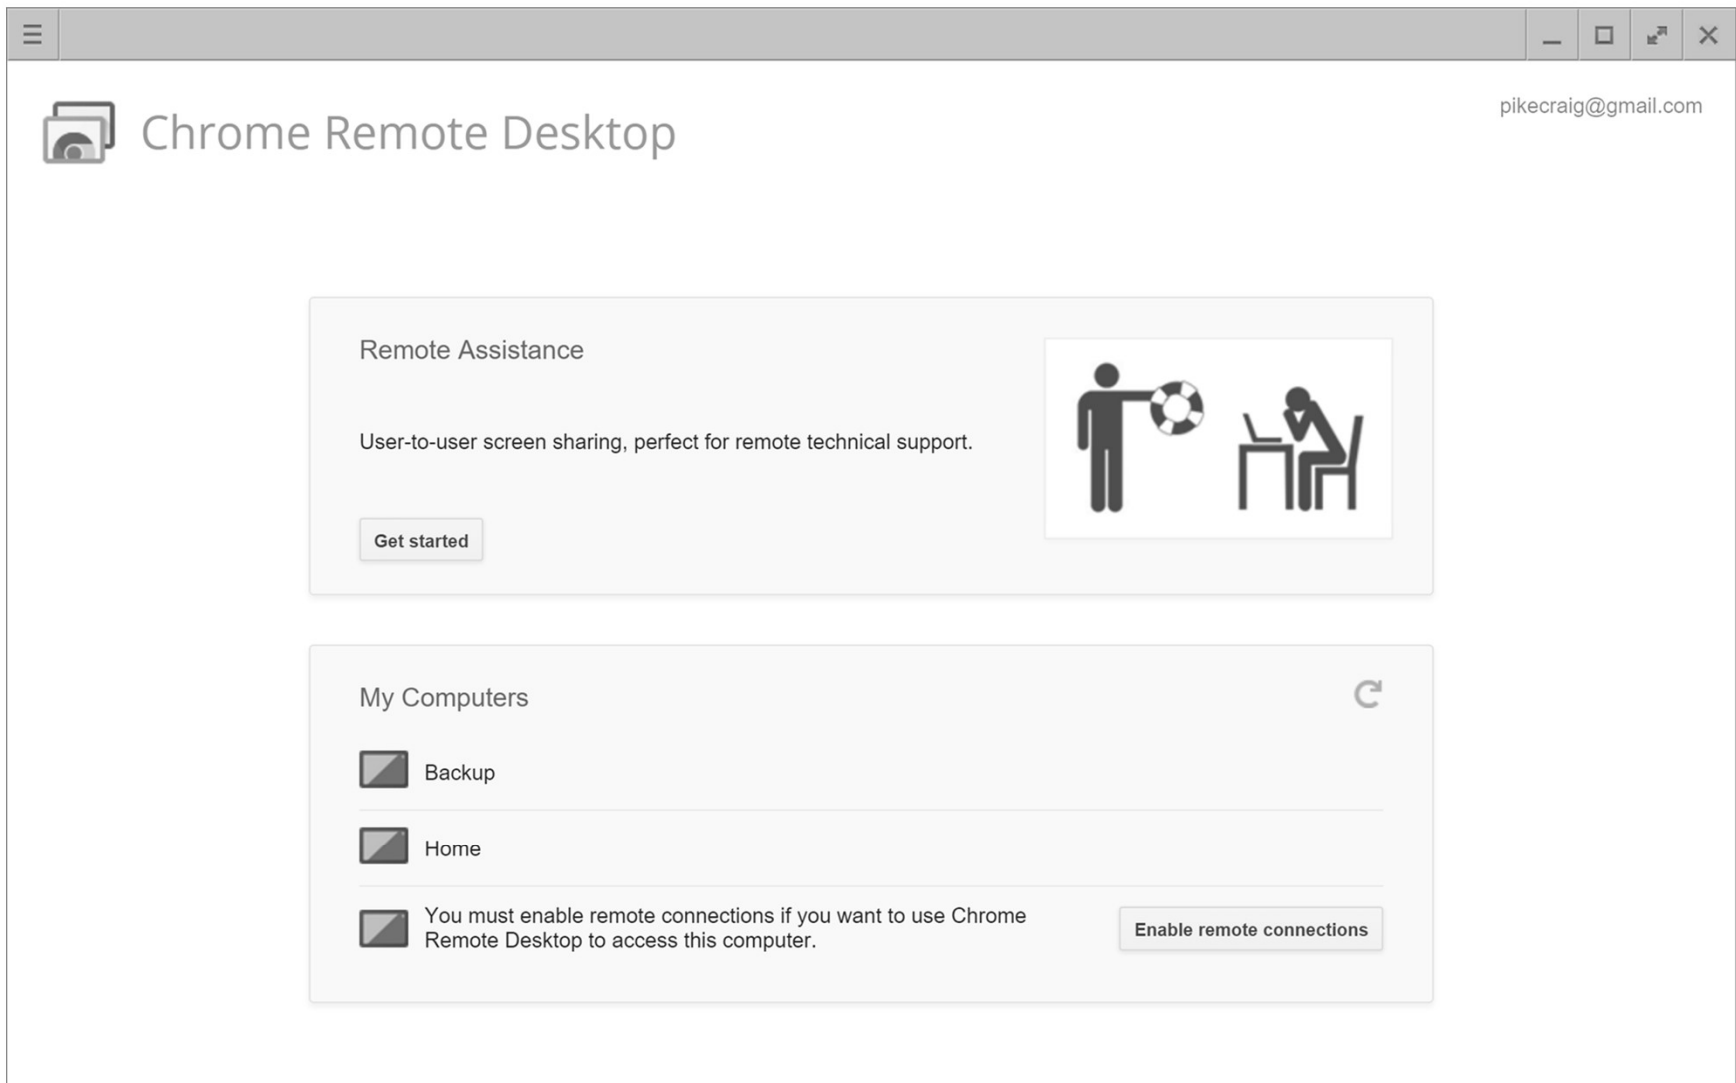 pikecraig@gmail.com
Chrome Remote Desktop
Remote Assistance
User-to-user screen sharing, perfect for remote technical support.
Get started
My Computers
Backup
Home
You must enable remote connections if you want to use Chrome
Remote Desktop to access this computer.
Enable remote connections